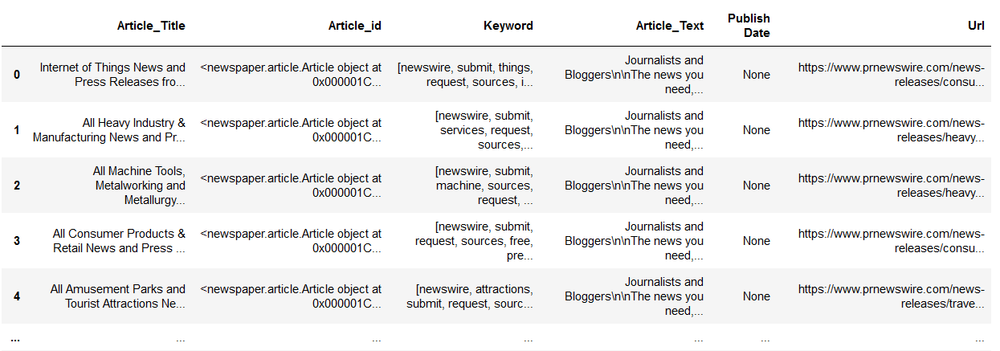 Article_Title Article_id Keyword Article_Text Publish Date Url
0 Internet of Things News and Press Releases fro... <newspaper.article.Article object at 0x000001C... [newswire, submit, things, request, sources, i... Journalists and Bloggers\n\nThe news you need,... None https://www.prnewswire.com/news-releases/consu...
1 All Heavy Industry & Manufacturing News and Pr... <newspaper.article.Article object at 0x000001C... [newswire, submit, services, request, sources,... Journalists and Bloggers\n\nThe news you need,... None https://www.prnewswire.com/news-releases/heavy...
2 All Machine Tools, Metalworking and Metallurgy... <newspaper.article.Article object at 0x000001C... [newswire, submit, machine, sources, request, ... Journalists and Bloggers\n\nThe news you need,... None https://www.prnewswire.com/news-releases/heavy...
3 All Consumer Products & Retail News and Press ... <newspaper.article.Article object at 0x000001C... [newswire, submit, request, sources, free, pre... Journalists and Bloggers\n\nThe news you need,... None https://www.prnewswire.com/news-releases/consu...
4 All Amusement Parks and Tourist Attractions Ne... <newspaper.article.Article object at 0x000001C... [newswire, attractions, submit, request, sourc... Journalists and Bloggers\n\nThe news you need,... None https://www.prnewswire.com/news-releases/trave...
... ... ... ... ... ... ...